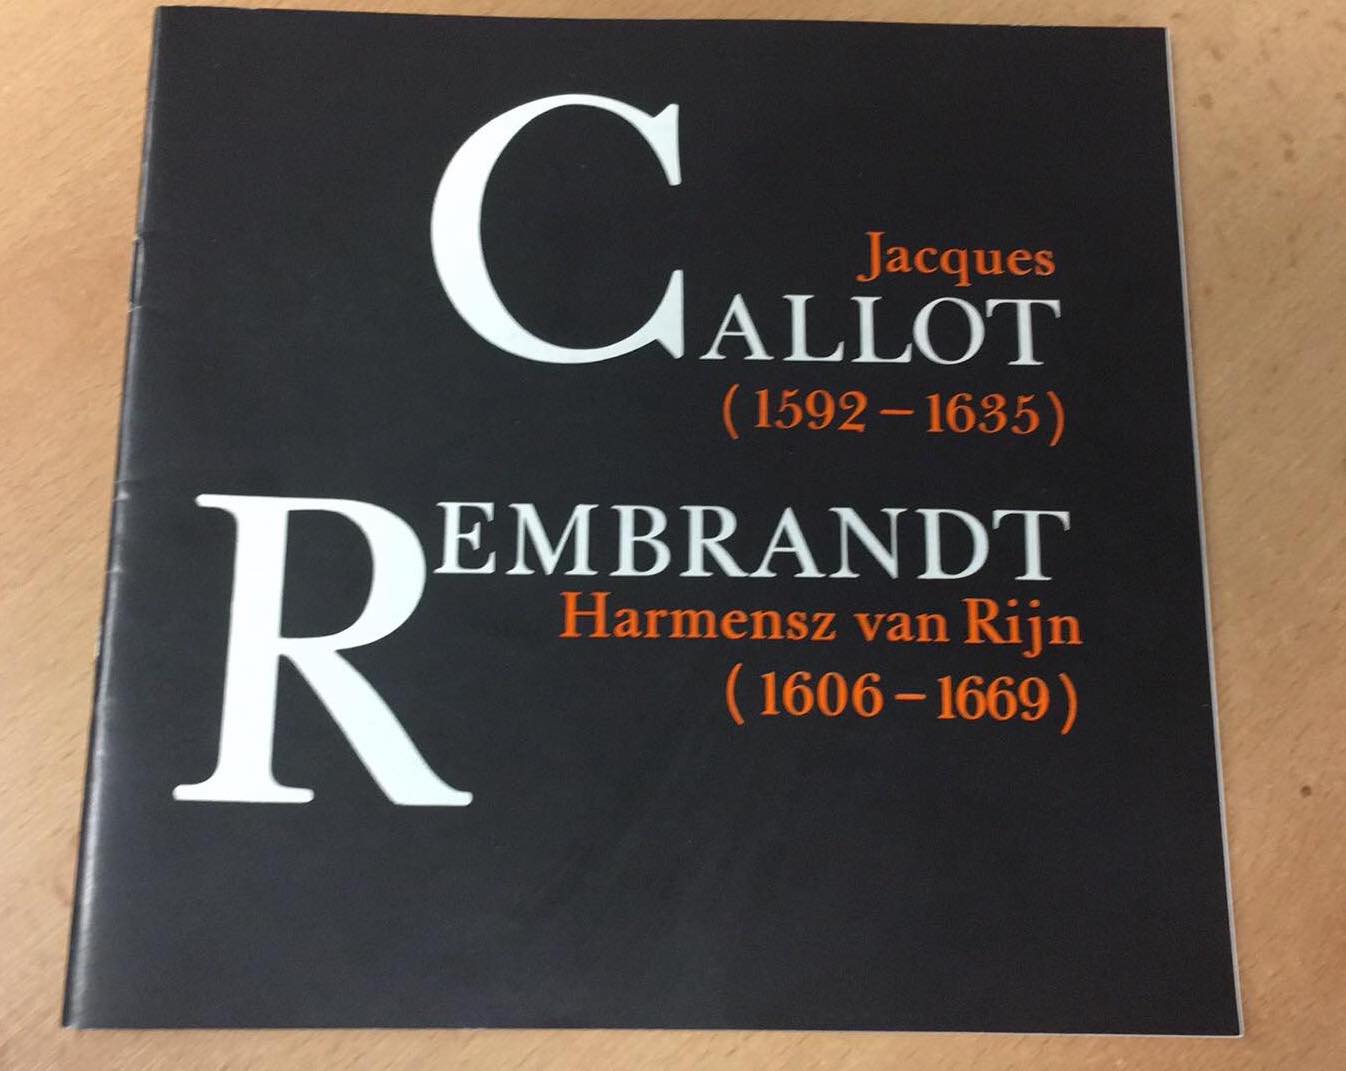 Jacques
CALLOT
(1592 – 1635)
REMBRANDT
Harmensz van Rijn
(1606 – 1669)